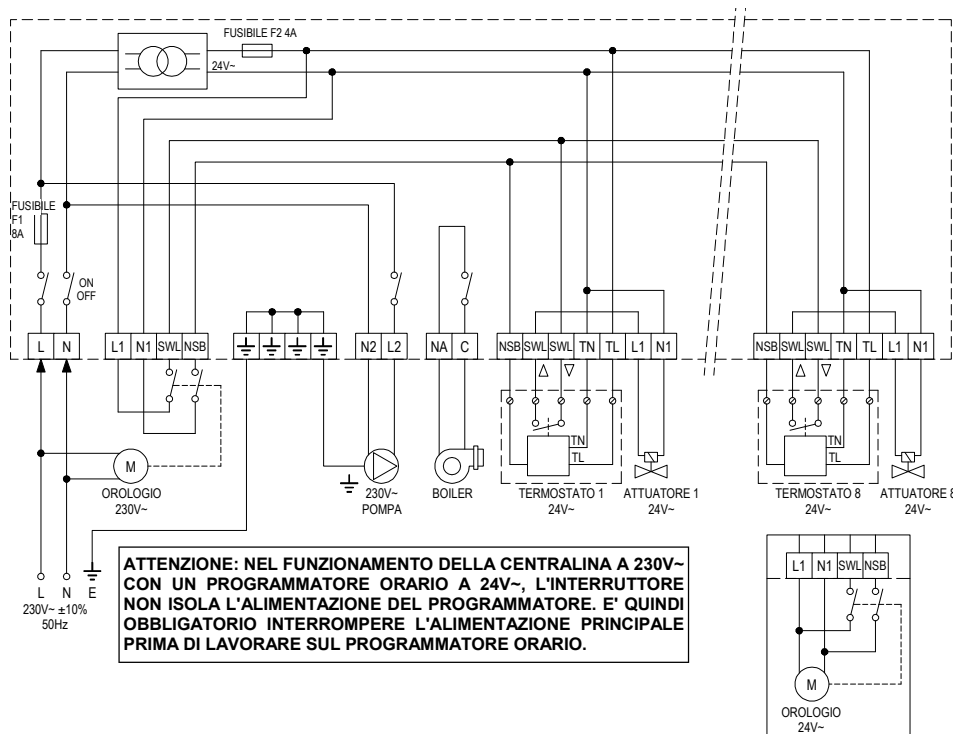 FUSIBILE F2 4A
24V~
FUSIBILE
F1
8A
ON
OFF
L N L1 N1 SWL NSB N2 L2 NA C NSB SWL SWL TN TL L1 N1 NSB SWL SWL TN TL L1 N1
TN
TL
TN
TL
M
OROLOGIO
230V~
230V~
POMPA
BOILER
TERMOSTATO 1
24V~
ATTUATORE 1
24V~
TERMOSTATO 8
24V~
ATTUATORE 8
24V~
L N E
230V~ ±10%
50Hz
ATTENZIONE: NEL FUNZIONAMENTO DELLA CENTRALINA A 230V~
CON UN PROGRAMMATORE ORARIO A 24V~, L'INTERRUTTORE
NON ISOLA L'ALIMENTAZIONE DEL PROGRAMMATORE. E' QUINDI
OBBLIGATORIO INTERROMPERE L'ALIMENTAZIONE PRINCIPALE
PRIMA DI LAVORARE SUL PROGRAMMATORE ORARIO.
L1 N1 SWL NSB
M
OROLOGIO
24V~